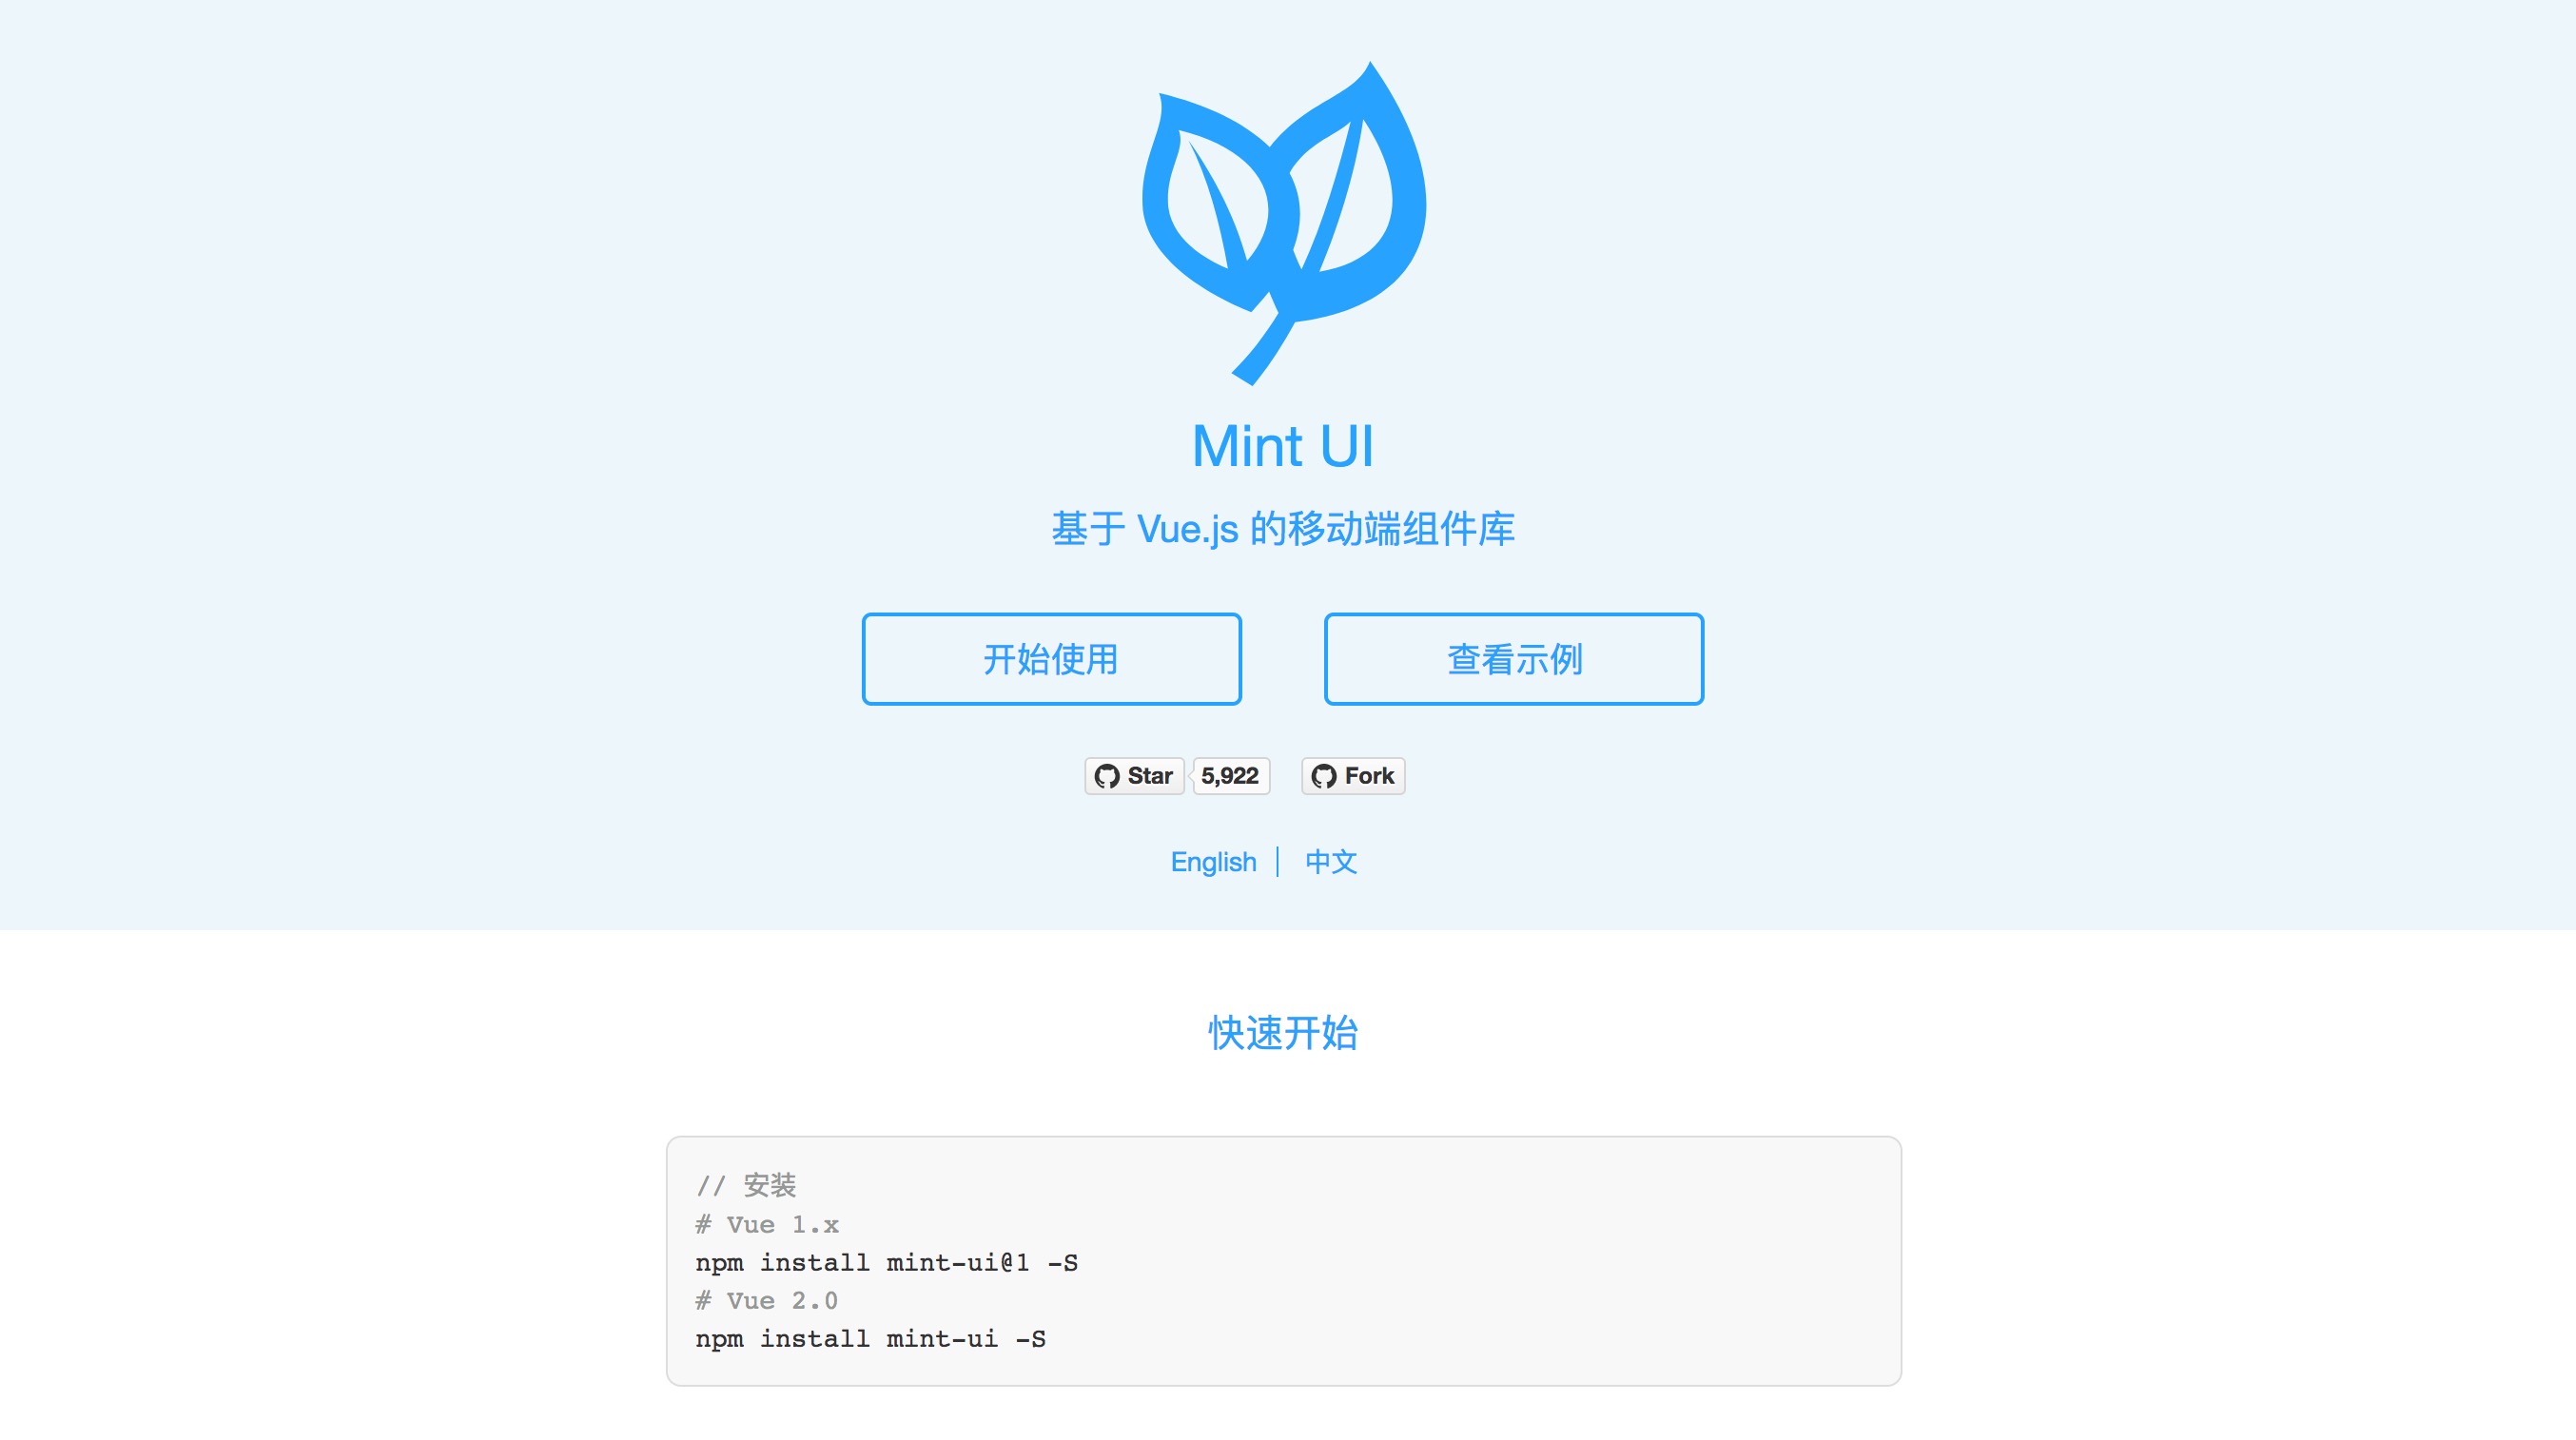 Mint UI
基于 Vue.js 的移动端组件库
开始使用 查看示例
Star 5,922 Fork
English 中文
快速开始
// 安装
# Vue 1.x
npm install mint-ui@1 -S
# Vue 2.0
npm install mint-ui -S